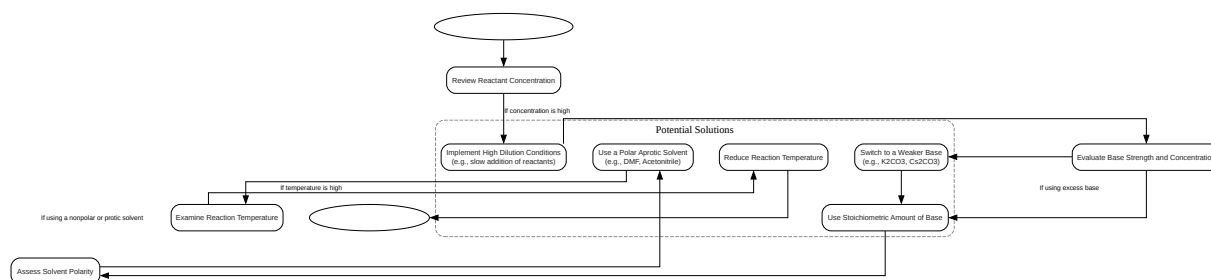 Review Reactant Concentration
If concentration is high
Potential Solutions
Implement High Dilution Conditions
(e.g., slow addition of reactants)
Use a Polar Aprotic Solvent
(e.g., DMF, Acetonitrile)
Reduce Reaction Temperature
Switch to a Weaker Base
(e.g., K2CO3, Cs2CO3)
Evaluate Base Strength and Concentration
If temperature is high
If using excess base
If using a nonpolar or protic solvent
Examine Reaction Temperature
Use Stoichiometric Amount of Base
Assess Solvent Polarity